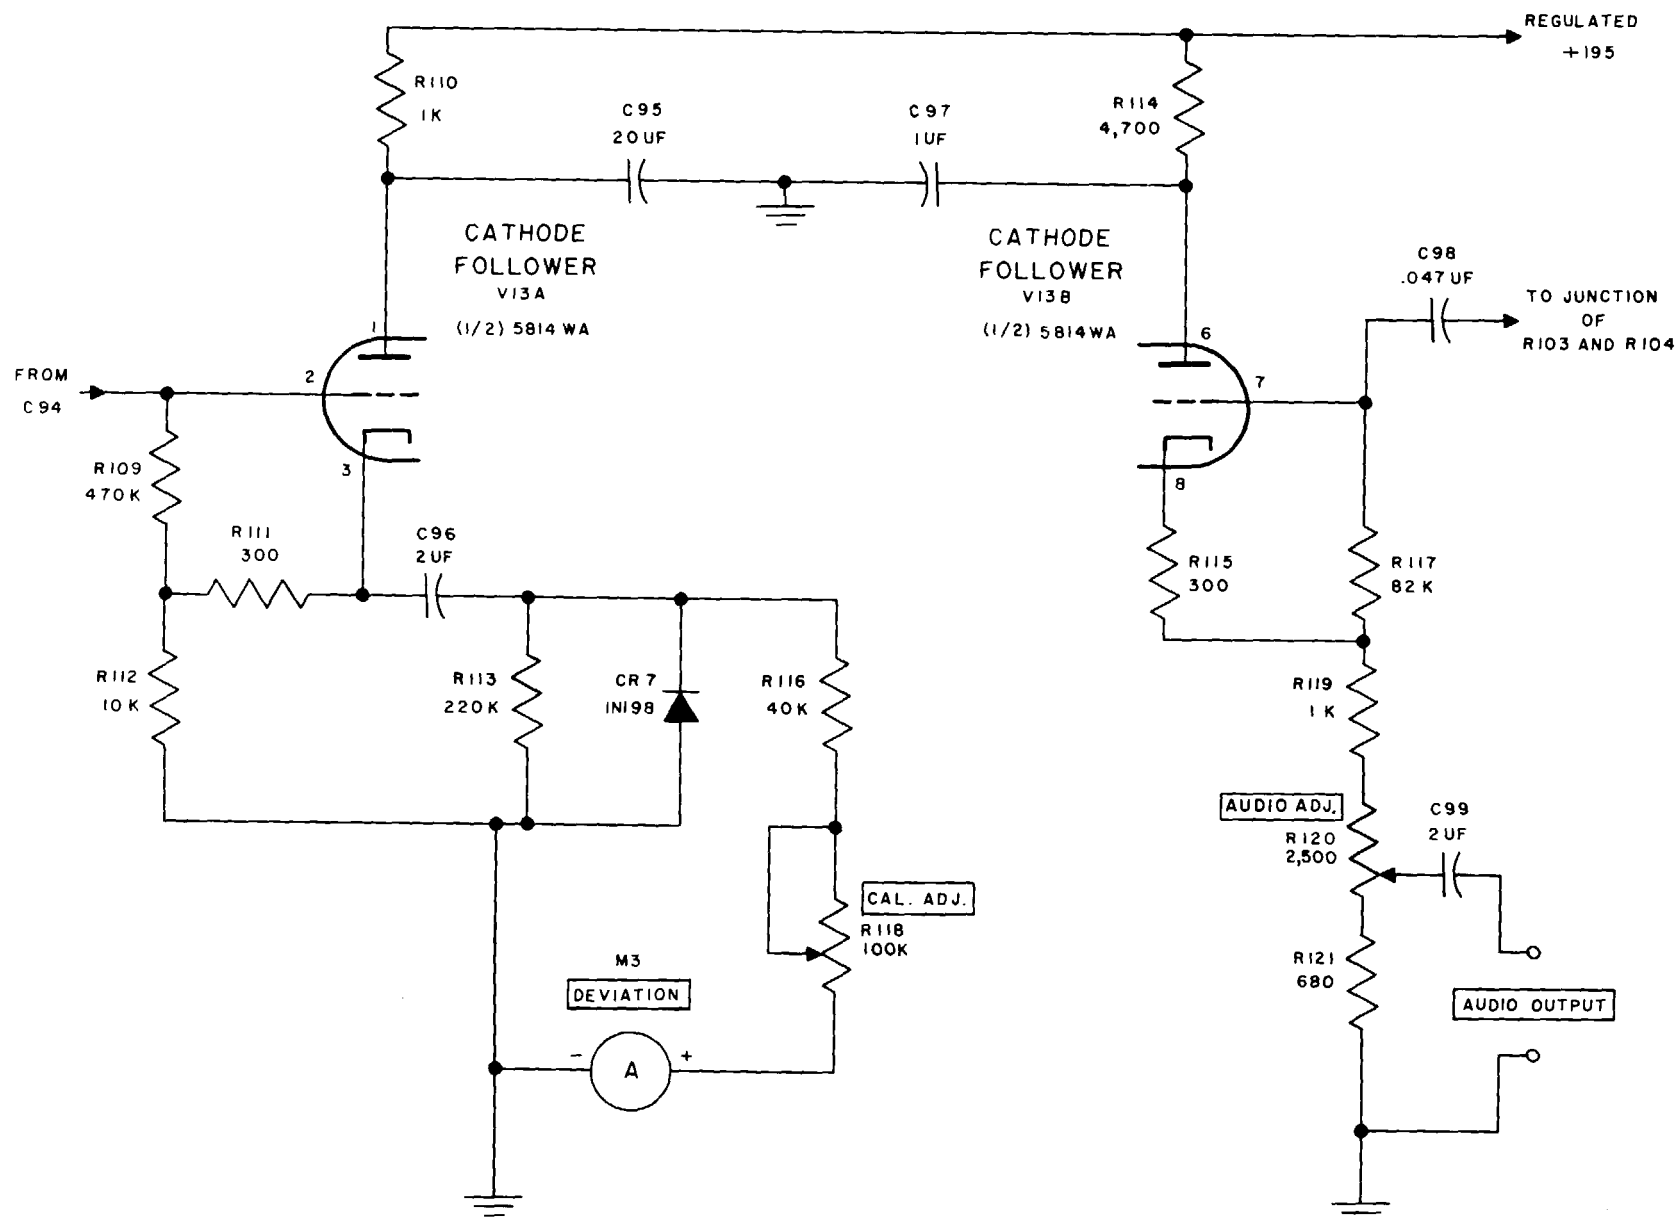 REGULATED
+195
R110
1K
C95
20UF
C97
1UF
R114
4,700
CATHODE
FOLLOWER
V13A
(1/2) 5814WA
CATHODE
FOLLOWER
V13B
(1/2) 5814WA
C98
.047UF
TO JUNCTION
OF
R103 AND R104
1
2
3
6
7
8
FROM
C94
R109
470K
R111
300
C96
2UF
R115
300
R117
82K
R112
10K
R113
220K
CR7
1N198
R116
40K
R119
1K
AUDIO ADJ.
R120
2,500
C99
2UF
CAL. ADJ.
R118
100K
M3
DEVIATION
R121
680
AUDIO OUTPUT
-
A
+